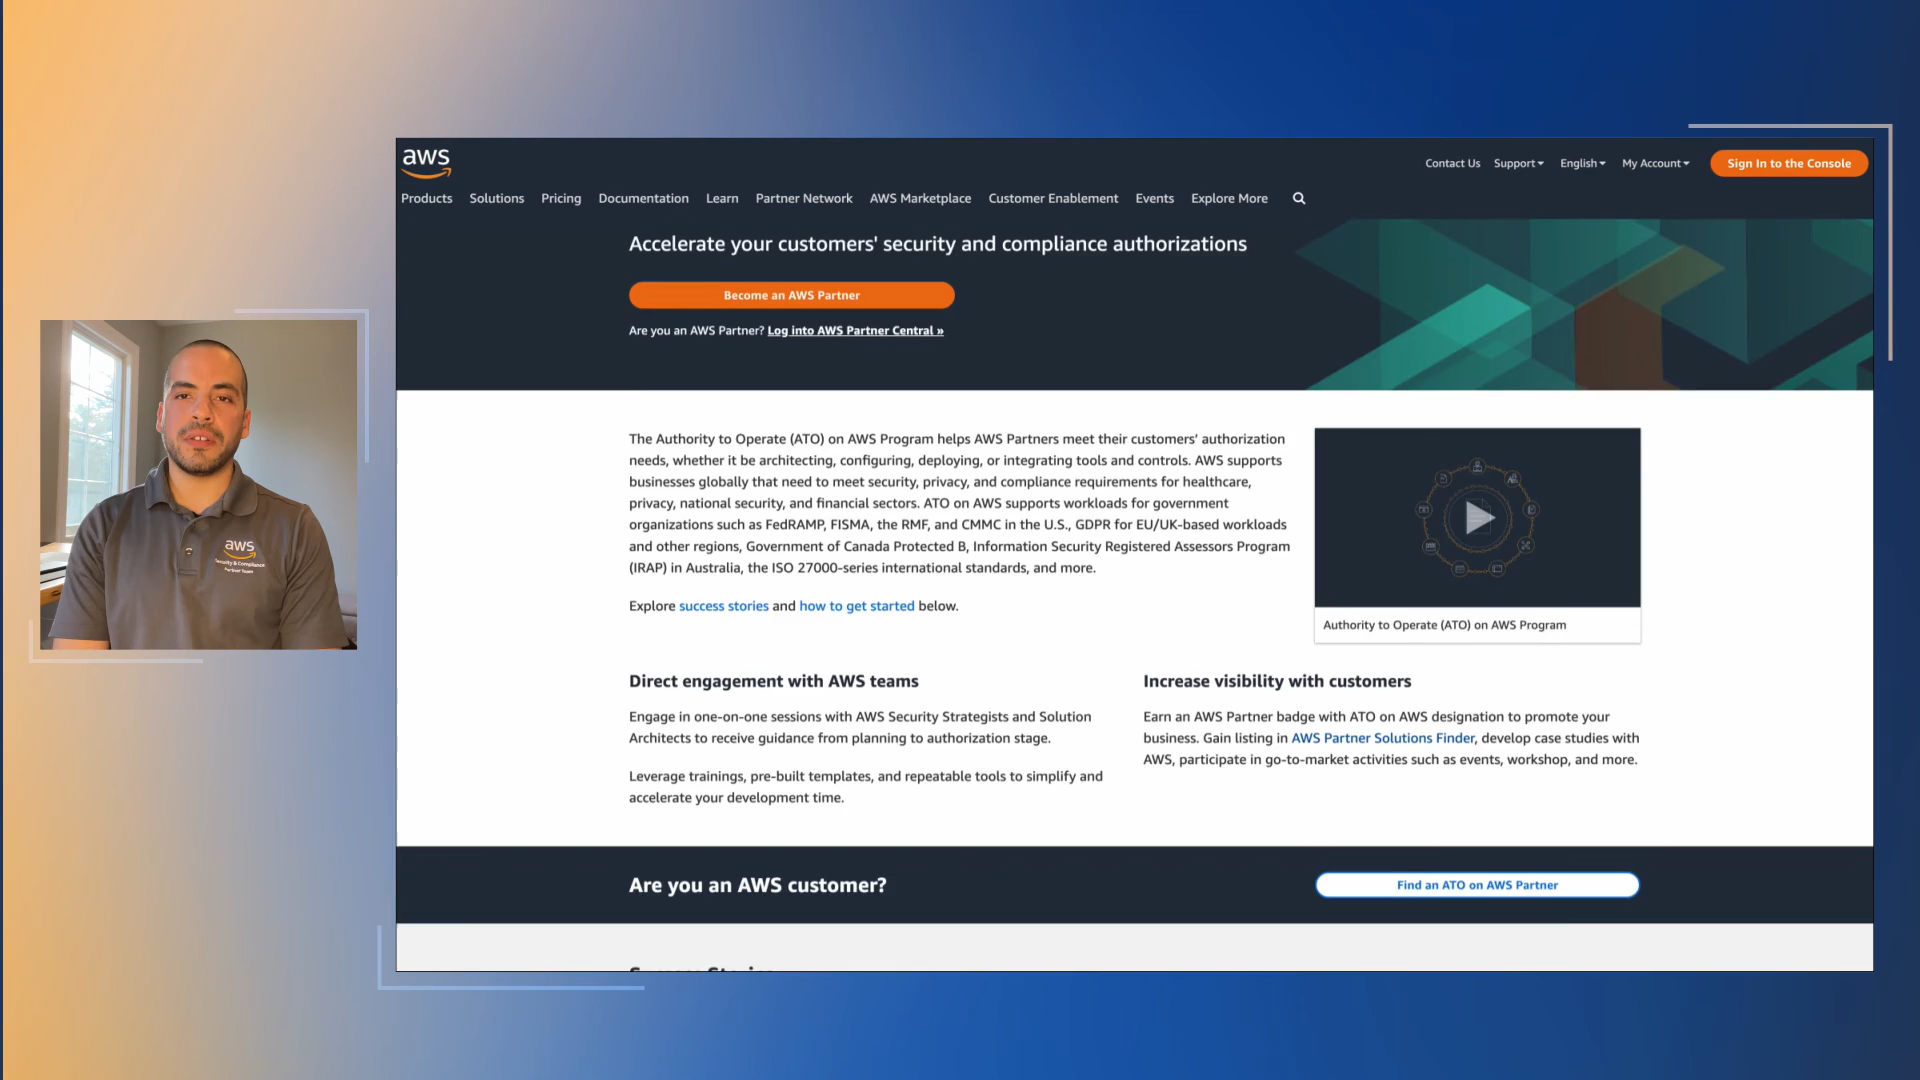 aws
Contact Us Support English My Account Sign In to the Console
Products Solutions Pricing Documentation Learn Partner Network AWS Marketplace Customer Enablement Events Explore More
Accelerate your customers' security and compliance authorizations
Become an AWS Partner
Are you an AWS Partner? Log into AWS Partner Central »
The Authority to Operate (ATO) on AWS Program helps AWS Partners meet their customers’ authorization
needs, whether it be architecting, configuring, deploying, or integrating tools and controls. AWS supports
businesses globally that need to meet security, privacy, and compliance requirements for healthcare,
privacy, national security, and financial sectors. ATO on AWS supports workloads for government
organizations such as FedRAMP, FISMA, the RMF, and CMMC in the U.S., GDPR for EU/UK-based workloads
and other regions, Government of Canada Protected B, Information Security Registered Assessors Program
(IRAP) in Australia, the ISO 27000-series international standards, and more.
Explore success stories and how to get started below.
Authority to Operate (ATO) on AWS Program
Direct engagement with AWS teams
Engage in one-on-one sessions with AWS Security Strategists and Solution
Architects to receive guidance from planning to authorization stage.
Leverage trainings, pre-built templates, and repeatable tools to simplify and
accelerate your development time.
Increase visibility with customers
Earn an AWS Partner badge with ATO on AWS designation to promote your
business. Gain listing in AWS Partner Solutions Finder, develop case studies with
AWS, participate in go-to-market activities such as events, workshop, and more.
Are you an AWS customer?
Find an ATO on AWS Partner
Success Stories
aws
Security & Compliance
Partner Team